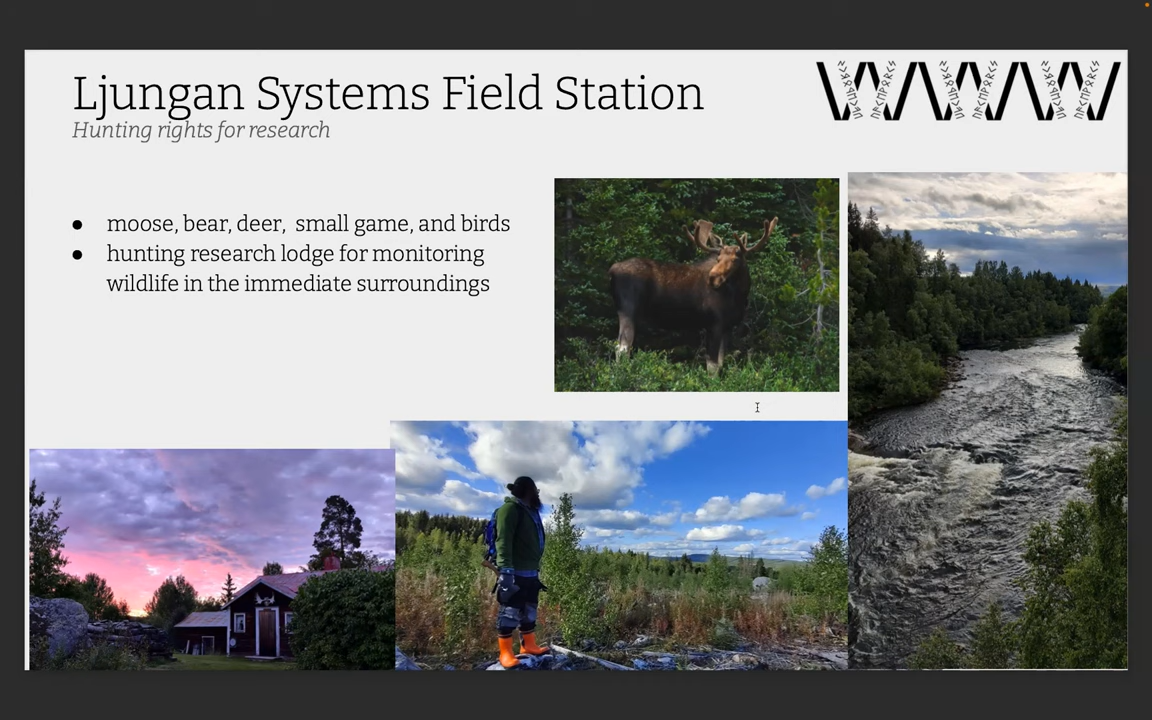 Ljungan Systems Field Station
Hunting rights for research
● moose, bear, deer, small game, and birds
● hunting research lodge for monitoring
wildlife in the immediate surroundings
WWW